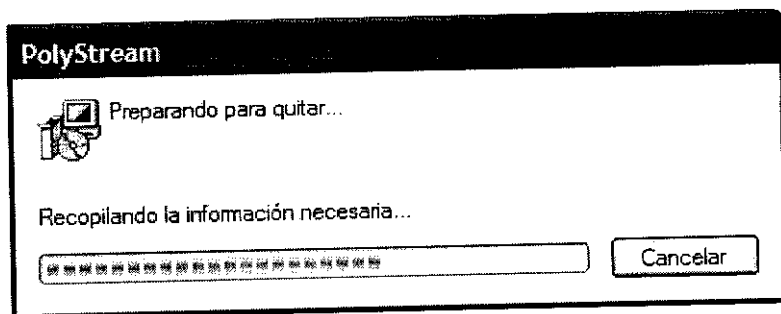 PolyStream
Preparando para quitar...
Recopilando la información necesaria...
Cancelar